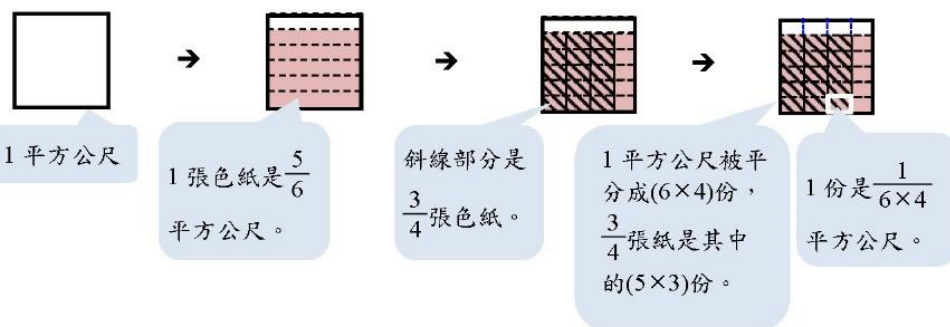 1 平方公尺
1 張色紙是 5/6
平方公尺。
斜線部分是
3/4 張色紙。
1 平方公尺被平
分成(6×4)份,
3/4 張紙是其中
的(5×3)份。
1 份是 1/(6×4)
平方公尺。